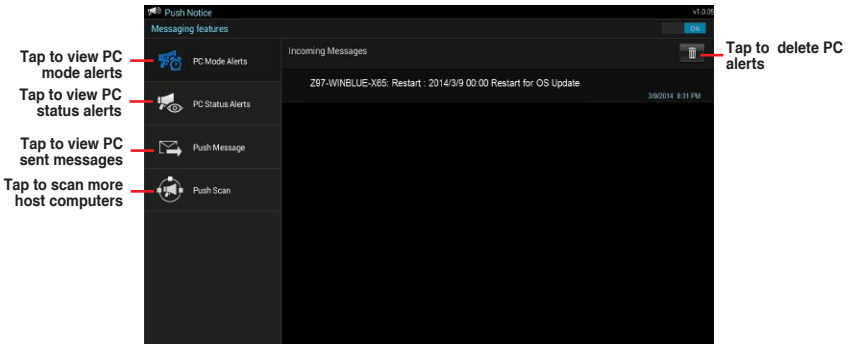 Push Notice
v1.0.05
Messaging features
ON
Tap to view PC
mode alerts
PC Mode Alerts
Incoming Messages
Tap to delete PC
alerts
Z97-WINBLUE-X65: Restart : 2014/3/9 00:00 Restart for OS Update
3/9/2014 8:31 PM
Tap to view PC
status alerts
PC Status Alerts
Tap to view PC
sent messages
Push Message
Tap to scan more
host computers
Push Scan